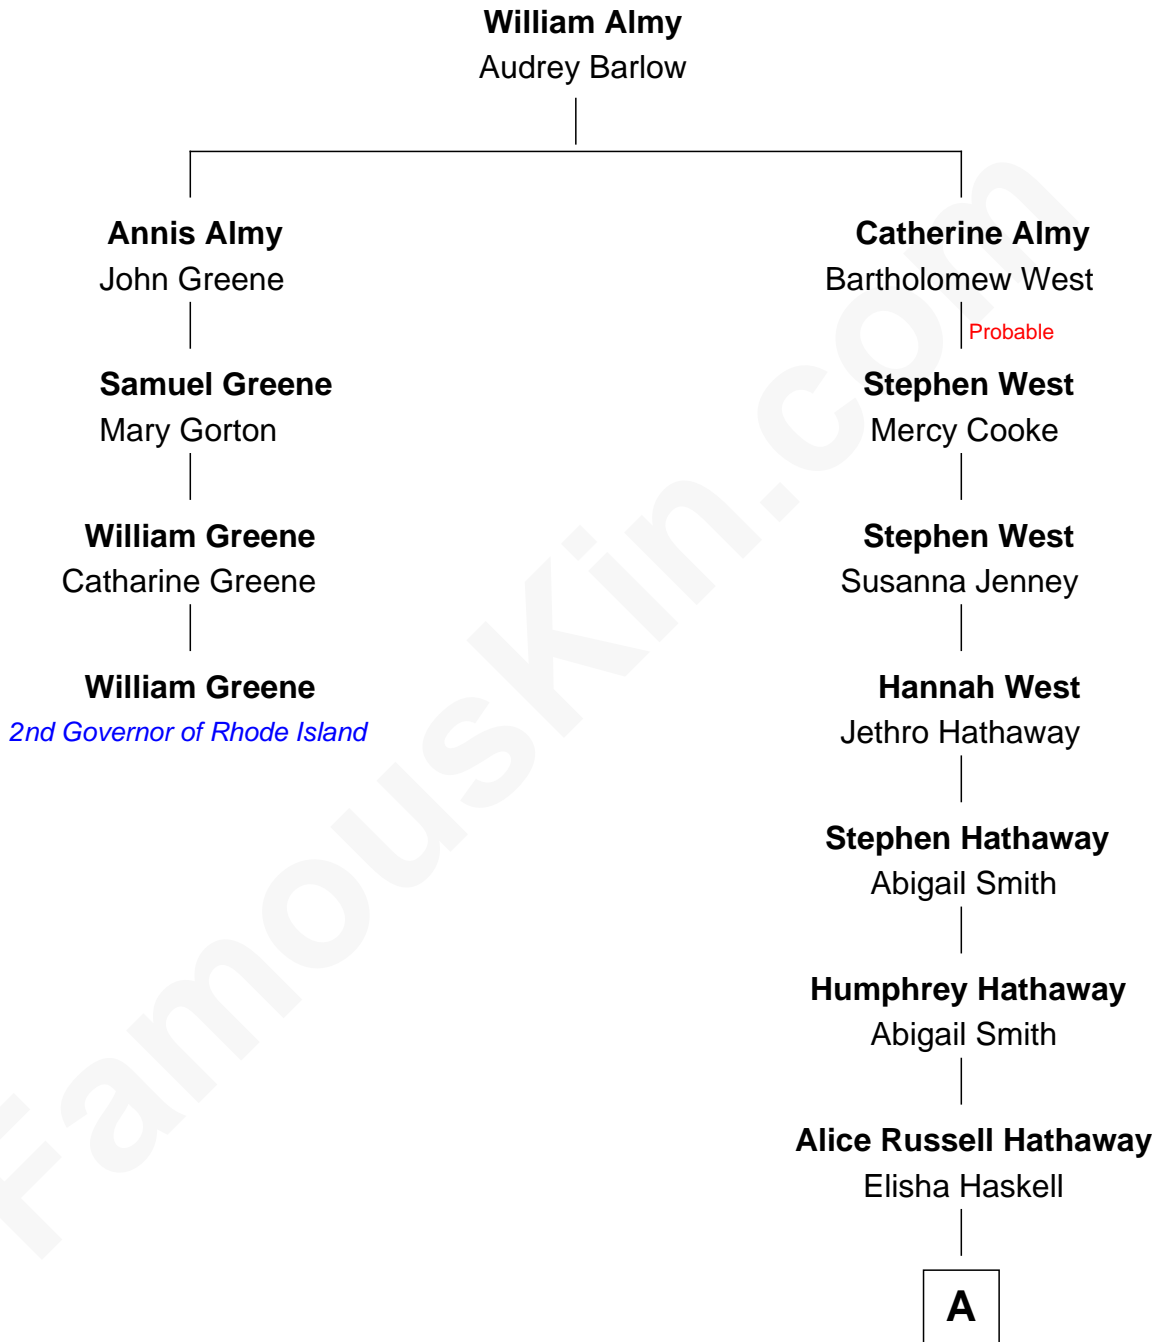 William Almy
Audrey Barlow
Annis Almy
John Greene
Catherine Almy
Bartholomew West
Probable
Samuel Greene
Mary Gorton
Stephen West
Mercy Cooke
William Greene
Catharine Greene
Stephen West
Susanna Jenney
William Greene
2nd Governor of Rhode Island
Hannah West
Jethro Hathaway
Stephen Hathaway
Abigail Smith
Humphrey Hathaway
Abigail Smith
Alice Russell Hathaway
Elisha Haskell
A
FamousKin.com